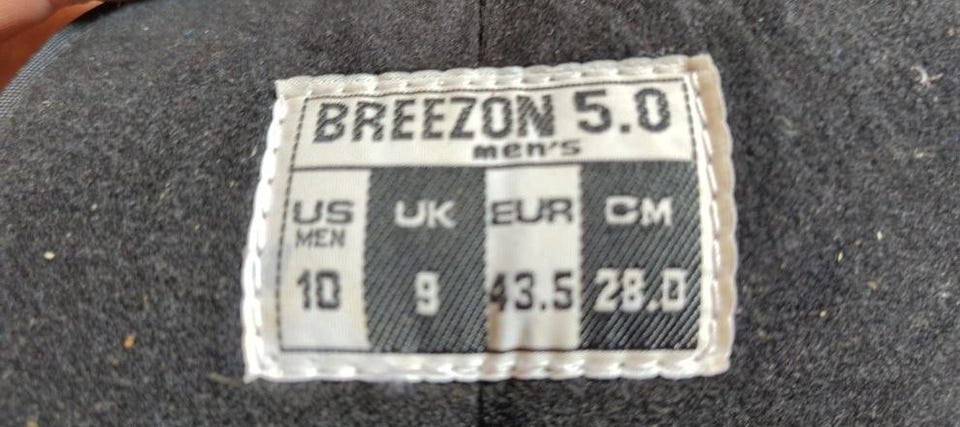 BREEZON 5.0
men's
US UK EUR CM
MEN
10 9 43.5 28.0